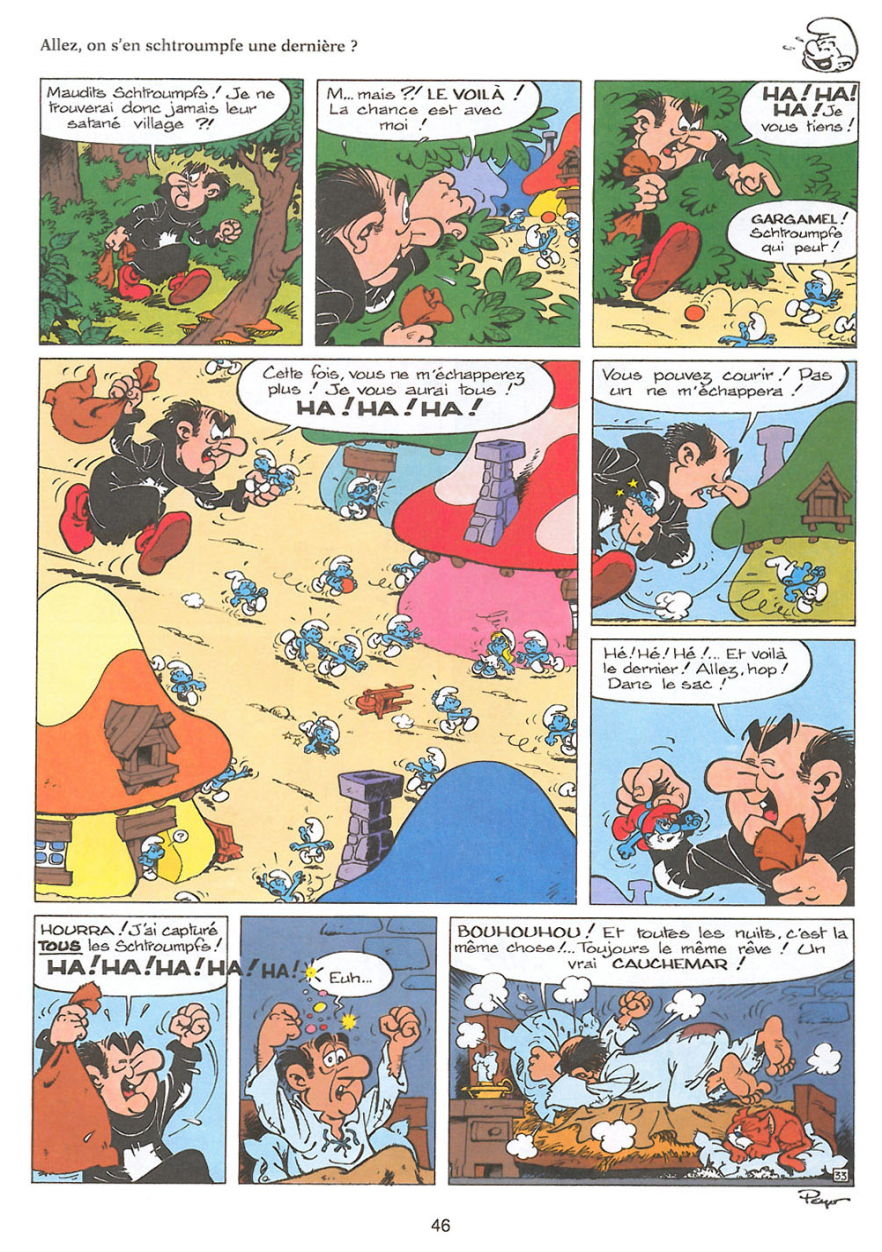 Allez, on s'en schtroumpfe une dernière ?
Maudits Schtroumpfs ! Je ne
trouverai donc jamais leur
satané village ?!
M... mais ?! LE VOILÀ !
La chance est avec
moi !
HA ! HA !
HA ! Je
vous tiens !
GARGAMEL !
Schtroumpfe
qui peut !
Cette fois, vous ne m'échapperez
plus ! Je vous aurai tous !
HA ! HA ! HA !
?
Vous pouvez courir ! Pas
un ne m'échappera !
Hé ! Hé ! Hé !... Et voilà
le dernier ! Allez, hop !
Dans le sac !
HOURRA ! J'ai capturé
TOUS les Schtroumpfs !
HA ! HA ! HA ! HA ! HA !
Euh...
BOUHOUHOU ! Et toutes les nuits, c'est la
même chose !... Toujours le même rêve ! Un
vrai CAUCHEMAR !
33
Peyo
46